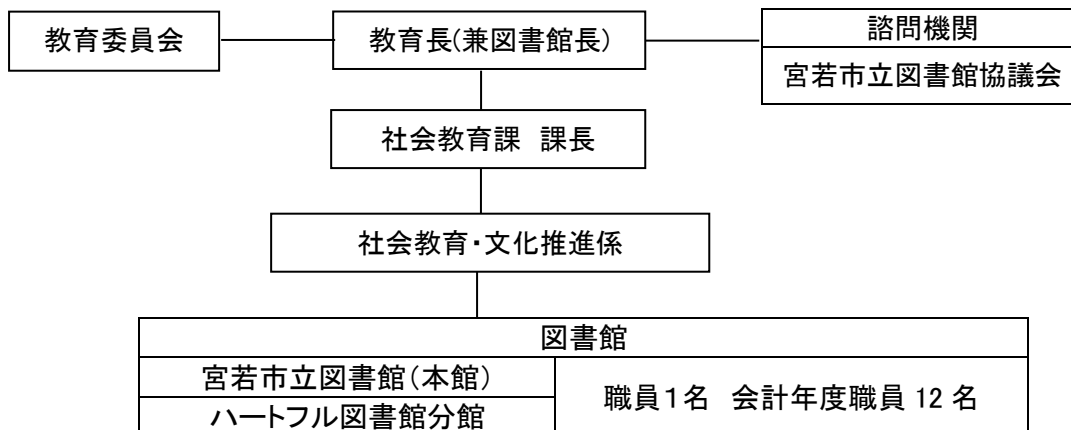 教育委員会
教育長(兼図書館長)
諮問機関
宮若市立図書館協議会
社会教育課　課長
社会教育・文化推進係
図書館
宮若市立図書館(本館)
ハートフル図書館分館
職員1名　会計年度職員 12 名